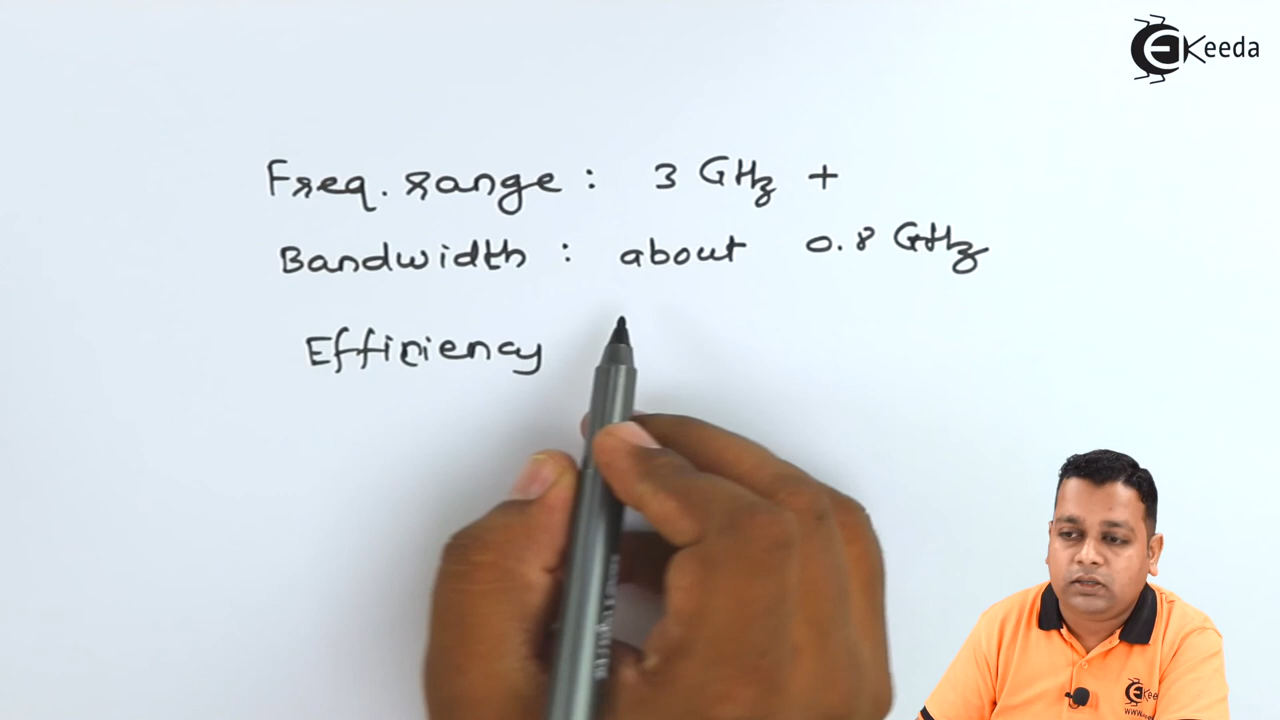 EKeeda
Freq. range : 3 GHz +
Bandwidth : about 0.8 GHz
Efficiency